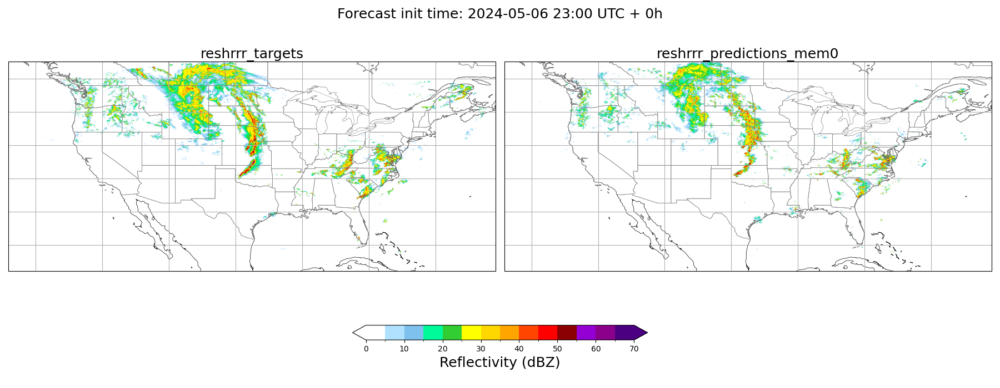 Forecast init time: 2024-05-06 23:00 UTC + 0h
reshrrr_targets
reshrrr_predictions_mem0
0 10 20 30 40 50 60 70
Reflectivity (dBZ)